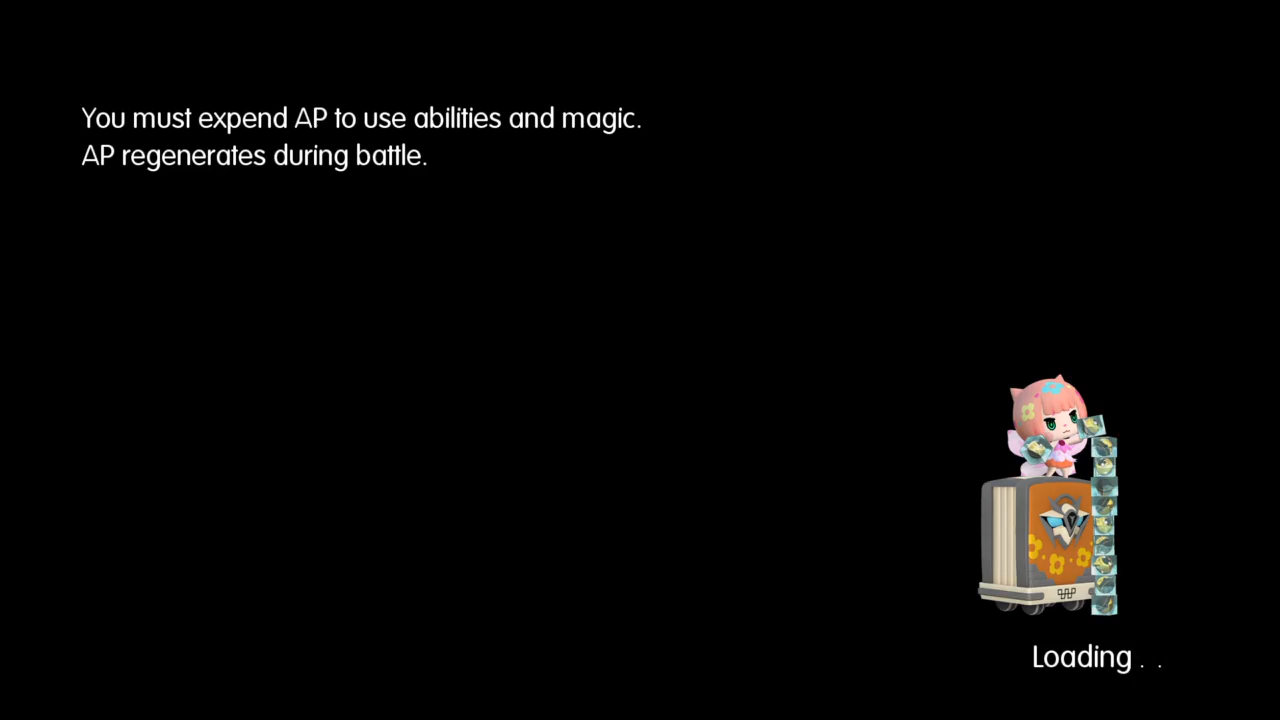 You must expend AP to use abilities and magic.
AP regenerates during battle.
Loading . .